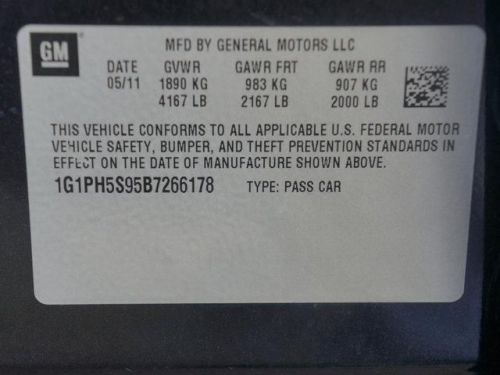 GM
MFD BY GENERAL MOTORS LLC
DATE GVWR GAWR FRT GAWR RR
05/11 1890 KG 983 KG 907 KG
4167 LB 2167 LB 2000 LB
THIS VEHICLE CONFORMS TO ALL APPLICABLE U.S. FEDERAL MOTOR
VEHICLE SAFETY, BUMPER, AND THEFT PREVENTION STANDARDS IN
EFFECT ON THE DATE OF MANUFACTURE SHOWN ABOVE.
1G1PH5S95B7266178 TYPE: PASS CAR